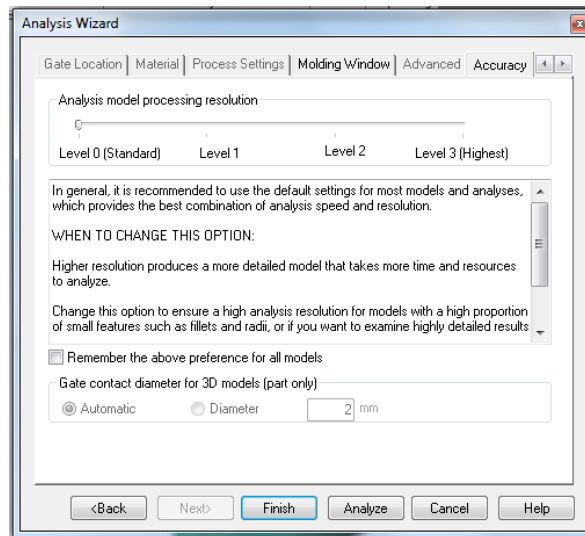 Analysis Wizard
Gate Location Material Process Settings Molding Window Advanced Accuracy
Analysis model processing resolution
Level 0 (Standard) Level 1 Level 2 Level 3 (Highest)
In general, it is recommended to use the default settings for most models and analyses,
which provides the best combination of analysis speed and resolution.
WHEN TO CHANGE THIS OPTION:
Higher resolution produces a more detailed model that takes more time and resources
to analyze.
Change this option to ensure a high analysis resolution for models with a high proportion
of small features such as fillets and radii, or if you want to examine highly detailed results
Remember the above preference for all models
Gate contact diameter for 3D models (part only)
Automatic Diameter 2 mm
<Back Next> Finish Analyze Cancel Help